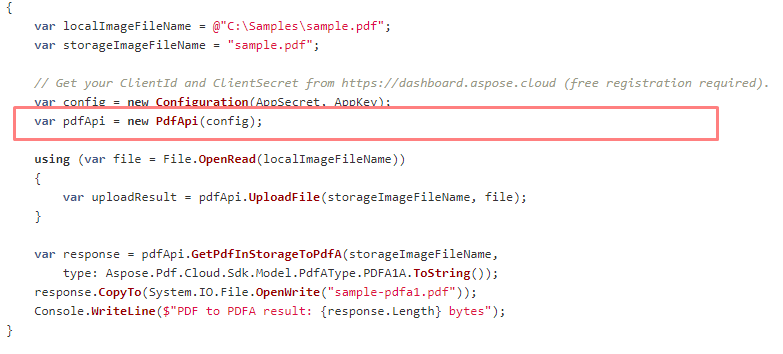 {
var localImageFileName = @"C:\Samples\sample.pdf";
var storageImageFileName = "sample.pdf";
// Get your ClientId and ClientSecret from https://dashboard.aspose.cloud (free registration required).
var config = new Configuration(AppSecret, AppKey);
var pdfApi = new PdfApi(config);
using (var file = File.OpenRead(localImageFileName))
{
var uploadResult = pdfApi.UploadFile(storageImageFileName, file);
}
var response = pdfApi.GetPdfInStorageToPdfA(storageImageFileName,
type: Aspose.Pdf.Cloud.Sdk.Model.PdfAType.PDFA1A.ToString());
response.CopyTo(System.IO.File.OpenWrite("sample-pdfa1.pdf"));
Console.WriteLine($"PDF to PDFA result: {response.Length} bytes");
}